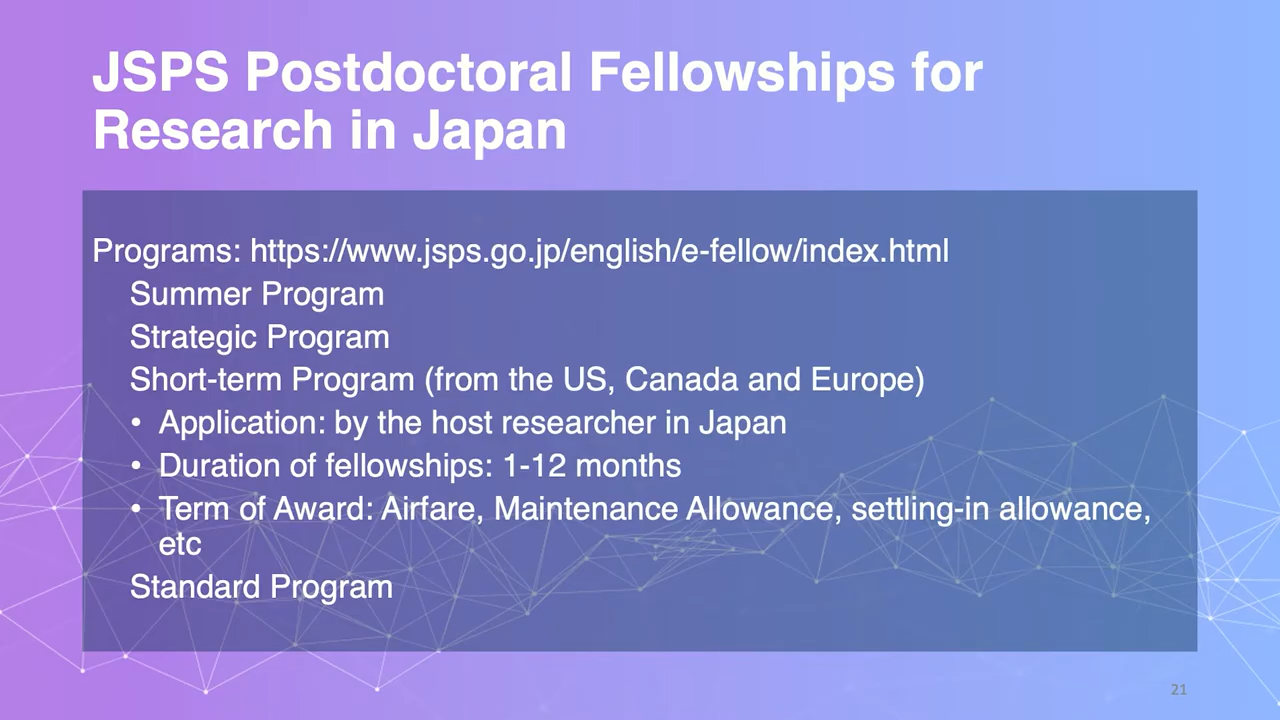 JSPS Postdoctoral Fellowships for
Research in Japan
Programs: https://www.jsps.go.jp/english/e-fellow/index.html
Summer Program
Strategic Program
Short-term Program (from the US, Canada and Europe)
• Application: by the host researcher in Japan
• Duration of fellowships: 1-12 months
• Term of Award: Airfare, Maintenance Allowance, settling-in allowance,
etc
Standard Program
21